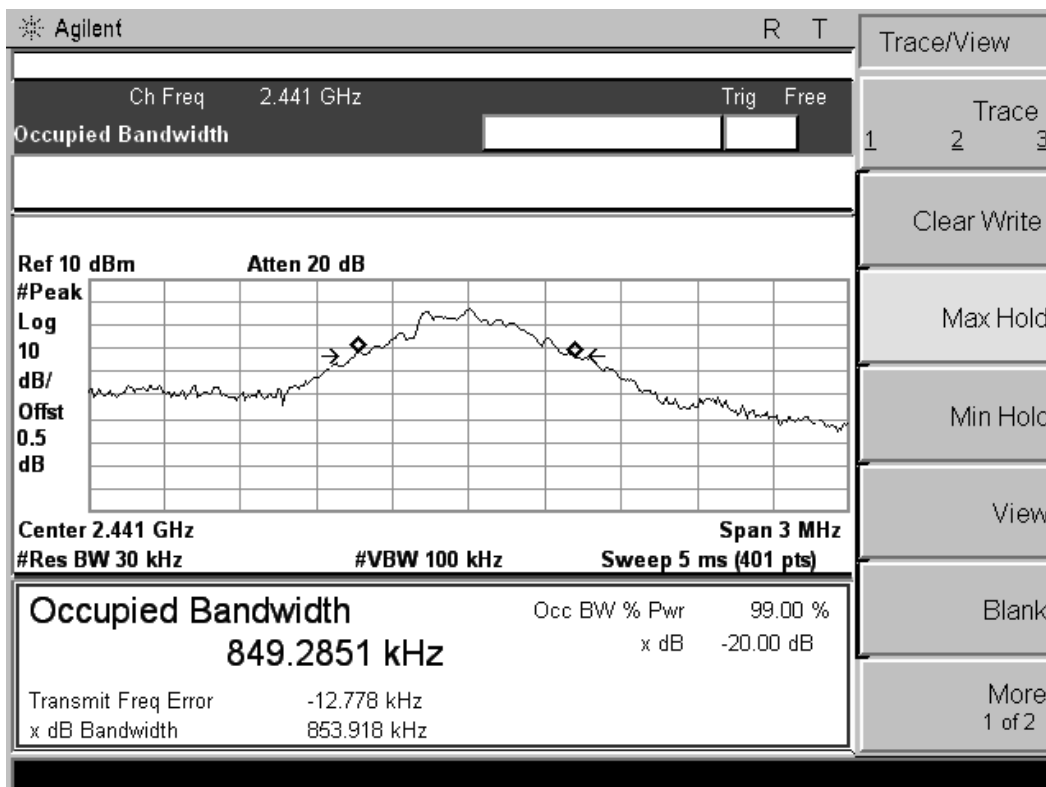 Agilent R T
Ch Freq 2.441 GHz Trig Free
Occupied Bandwidth
Ref 10 dBm Atten 20 dB
#Peak
Log
10
dB/
Offst
0.5
dB
Center 2.441 GHz Span 3 MHz
#Res BW 30 kHz #VBW 100 kHz Sweep 5 ms (401 pts)
Occupied Bandwidth Occ BW % Pwr 99.00 %
849.2851 kHz x dB -20.00 dB
Transmit Freq Error -12.778 kHz
x dB Bandwidth 853.918 kHz
Trace/View
Trace
1 2 3
Clear Write
Max Hold
Min Hold
View
Blank
More
1 of 2